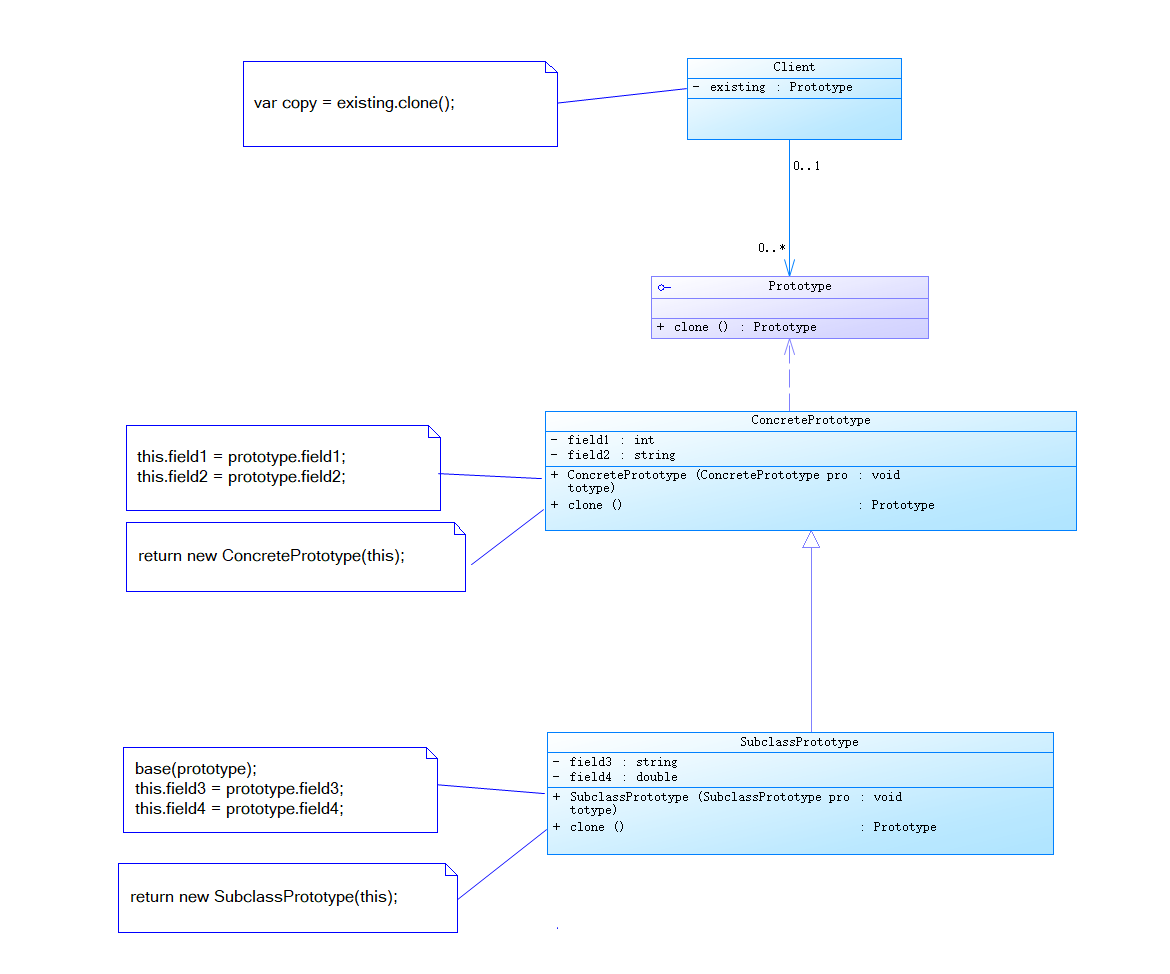 var copy = existing.clone();
Client
- existing : Prototype
0..1
0..*
Prototype
+ clone () : Prototype
ConcretePrototype
- field1 : int
- field2 : string
+ ConcretePrototype (ConcretePrototype pro : void
totype)
+ clone () : Prototype
this.field1 = prototype.field1;
this.field2 = prototype.field2;
return new ConcretePrototype(this);
SubclassPrototype
- field3 : string
- field4 : double
+ SubclassPrototype (SubclassPrototype pro : void
totype)
+ clone () : Prototype
base(prototype);
this.field3 = prototype.field3;
this.field4 = prototype.field4;
return new SubclassPrototype(this);